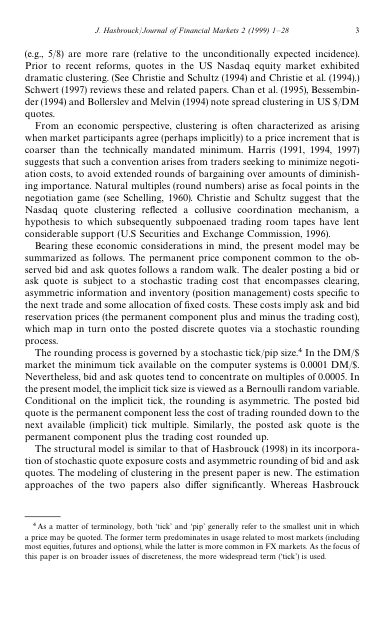 J. Hasbrouck/Journal of Financial Markets 2 (1999) 1–28
3
(e.g., 5/8) are more rare (relative to the unconditionally expected incidence).
Prior to recent reforms, quotes in the US Nasdaq equity market exhibited
dramatic clustering. (See Christie and Schultz (1994) and Christie et al. (1994).)
Schwert (1997) reviews these and related papers. Chan et al. (1995), Bessembin-
der (1994) and Bollerslev and Melvin (1994) note spread clustering in US $/DM
quotes.
From an economic perspective, clustering is often characterized as arising
when market participants agree (perhaps implicitly) to a price increment that is
coarser than the technically mandated minimum. Harris (1991, 1994, 1997)
suggests that such a convention arises from traders seeking to minimize negoti-
ation costs, to avoid extended rounds of bargaining over amounts of diminish-
ing importance. Natural multiples (round numbers) arise as focal points in the
negotiation game (see Schelling, 1960). Christie and Schultz suggest that the
Nasdaq quote clustering reflected a collusive coordination mechanism, a
hypothesis to which subsequently subpoenaed trading room tapes have lent
considerable support (U.S Securities and Exchange Commission, 1996).
Bearing these economic considerations in mind, the present model may be
summarized as follows. The permanent price component common to the ob-
served bid and ask quotes follows a random walk. The dealer posting a bid or
ask quote is subject to a stochastic trading cost that encompasses clearing,
asymmetric information and inventory (position management) costs specific to
the next trade and some allocation of fixed costs. These costs imply ask and bid
reservation prices (the permanent component plus and minus the trading cost),
which map in turn onto the posted discrete quotes via a stochastic rounding
process.
The rounding process is governed by a stochastic tick/pip size.4 In the DM/$
market the minimum tick available on the computer systems is 0.0001 DM/$.
Nevertheless, bid and ask quotes tend to concentrate on multiples of 0.0005. In
the present model, the implicit tick size is viewed as a Bernoulli random variable.
Conditional on the implicit tick, the rounding is asymmetric. The posted bid
quote is the permanent component less the cost of trading rounded down to the
next available (implicit) tick multiple. Similarly, the posted ask quote is the
permanent component plus the trading cost rounded up.
The structural model is similar to that of Hasbrouck (1998) in its incorpora-
tion of stochastic quote exposure costs and asymmetric rounding of bid and ask
quotes. The modeling of clustering in the present paper is new. The estimation
approaches of the two papers also differ significantly. Whereas Hasbrouck
4 As a matter of terminology, both 'tick' and 'pip' generally refer to the smallest unit in which
a price may be quoted. The former term predominates in usage related to most markets (including
most equities, futures and options), while the latter is more common in FX markets. As the focus of
this paper is on broader issues of discreteness, the more widespread term ('tick') is used.